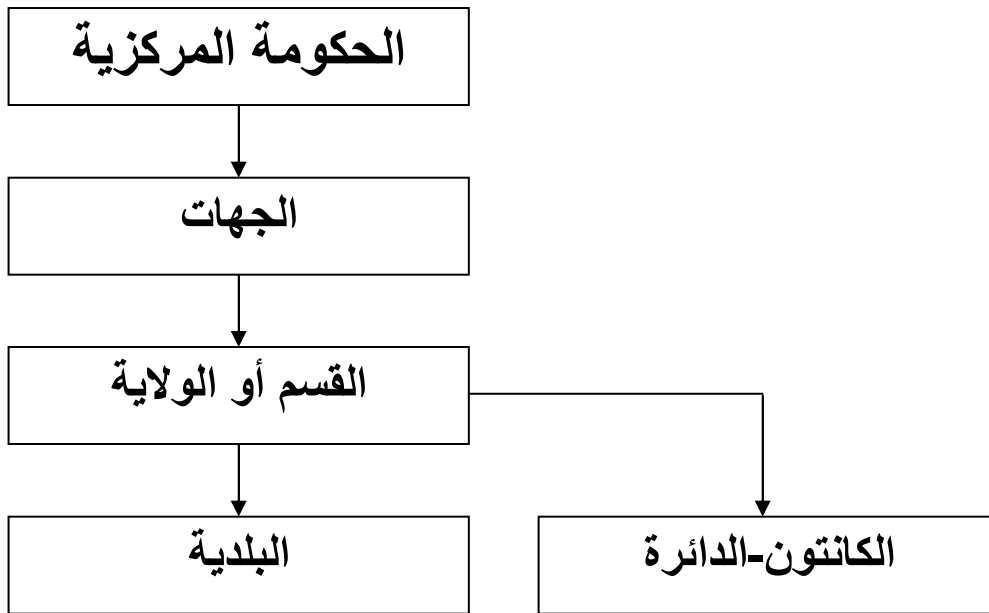 الحكومة المركزية
الجهات
القسم أو الولاية
البلدية
الكانتون-الدائرة